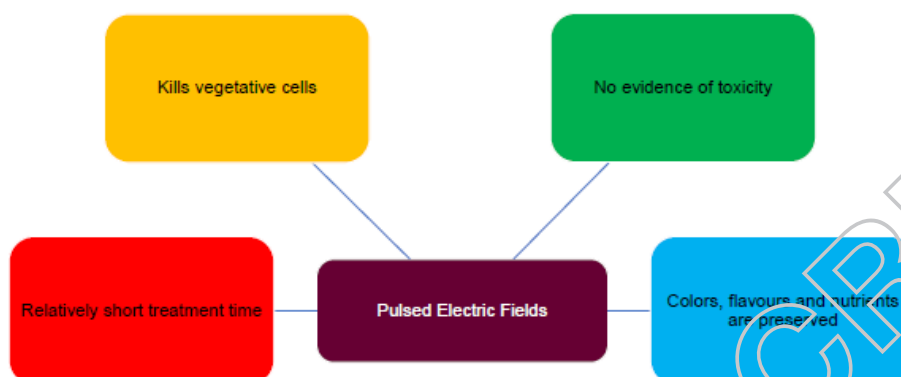 Kills vegetative cells
No evidence of toxicity
Relatively short treatment time
Pulsed Electric Fields
Colors, flavours and nutrients
are preserved